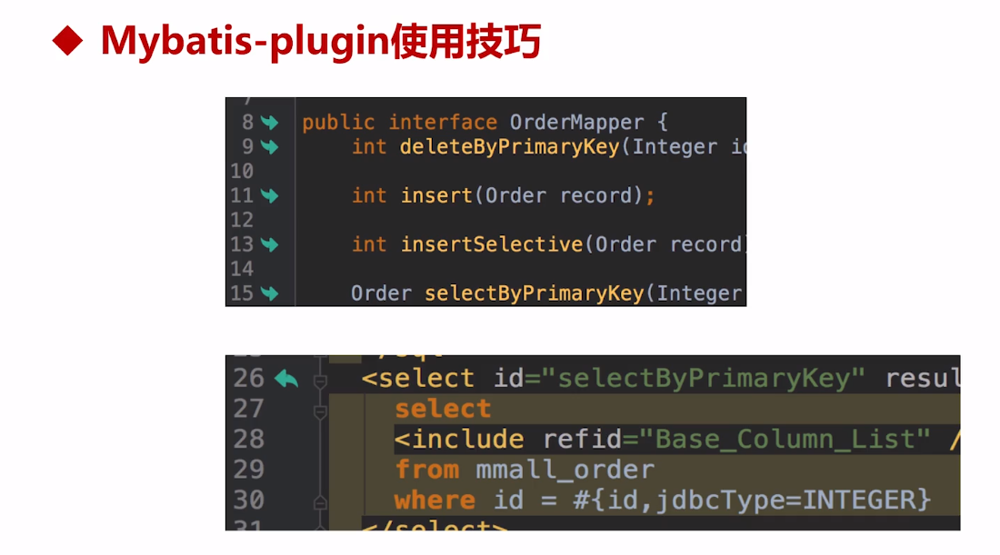 Mybatis-plugin使用技巧
7
8 public interface OrderMapper {
9 int deleteByPrimaryKey(Integer id
10
11 int insert(Order record);
12
13 int insertSelective(Order record)
14
15 Order selectByPrimaryKey(Integer
26 <select id="selectByPrimaryKey" resul
27 select
28 <include refid="Base_Column_List" /
29 from mmall_order
30 where id = #{id,jdbcType=INTEGER}
31 </select>